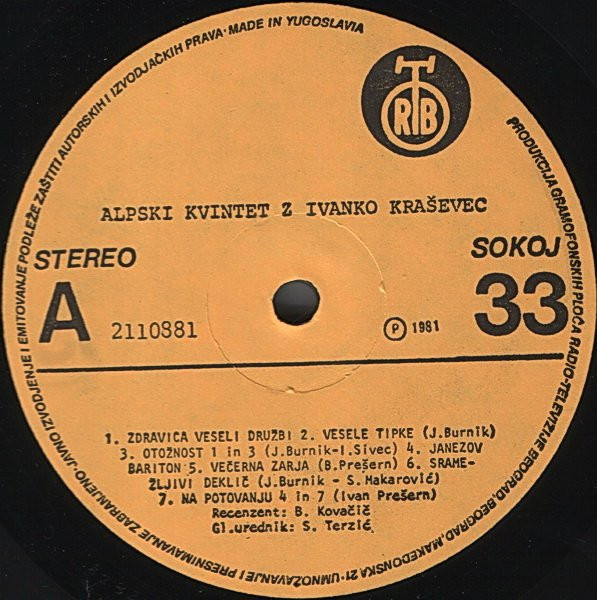 JAVNO IZVODJENJE I EMITOVANJE PODLEŽE ZAŠTITI AUTORSKIH I IZVODJAČKIH PRAVA · MADE IN YUGOSLAVIA
PRODUKCIJA GRAMOFONSKIH PLOČA RADIO-TELEVIZIJE BEOGRAD, BEOGRAD, MAKEDONSKA 21 · UMNOŽAVANJE I PRESNIMAVANJE ZABRANJENO ·
RTB
ALPSKI KVINTET Z IVANKO KRAŠEVEC
STEREO SOKOJ
A 2110881 P 1981 33
1. ZDRAVICA VESELI DRUŽBI 2. VESELE TIPKE (J.Burnik)
3. OTOŽNOST 1 in 3 (J.Burnik-I.Sivec) 4. JANEZOV
BARITON 5. VEČERNA ZARJA (B.Prešern) 6. SRAME-
ŽLJIVI DEKLIČ (J.Burnik - S.Makarovič)
7. NA POTOVANJU 4 in 7 (Ivan Prešern)
Recenzent: B. Kovačič
Gl.urednik: S. Terzić